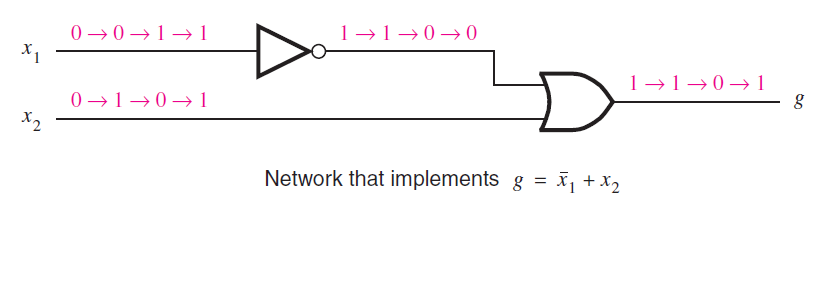 0 → 0 → 1 → 1
1 → 1 → 0 → 0
x₁
1 → 1 → 0 → 1
0 → 1 → 0 → 1
g
x₂
Network that implements g = x̄₁ + x₂